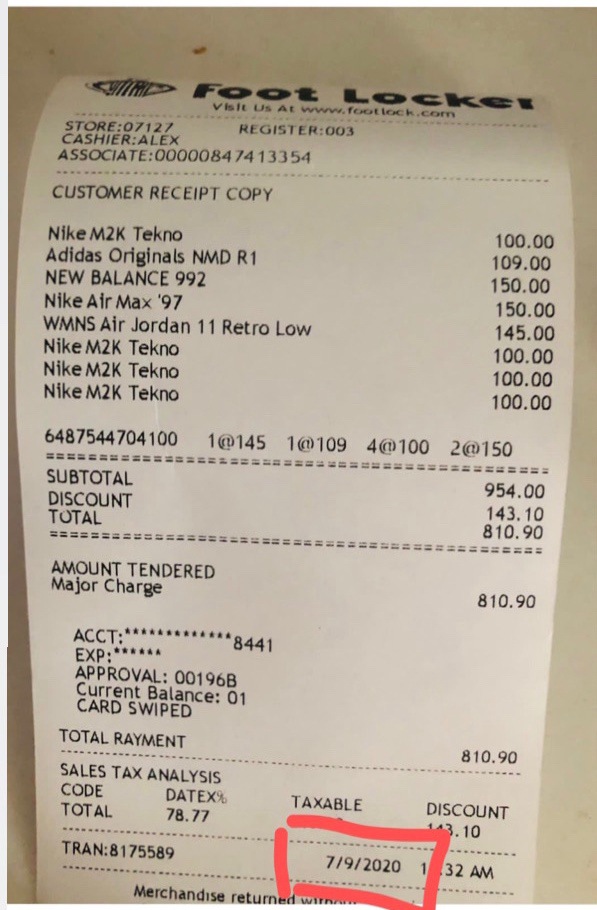 Foot Locker
Visit Us At www.footlock.com
STORE:07127 REGISTER:003
CASHIER:ALEX
ASSOCIATE:00000847413354
CUSTOMER RECEIPT COPY
Nike M2K Tekno 100.00
Adidas Originals NMD R1 109.00
NEW BALANCE 992 150.00
Nike Air Max '97 150.00
WMNS Air Jordan 11 Retro Low 145.00
Nike M2K Tekno 100.00
Nike M2K Tekno 100.00
Nike M2K Tekno 100.00
6487544704100 1@145 1@109 4@100 2@150
SUBTOTAL 954.00
DISCOUNT 143.10
TOTAL 810.90
AMOUNT TENDERED
Major Charge 810.90
ACCT:*************8441
EXP:******
APPROVAL: 00196B
Current Balance: 01
CARD SWIPED
TOTAL RAYMENT 810.90
SALES TAX ANALYSIS
CODE DATEX% TAXABLE DISCOUNT
TOTAL 78.77 143.10
TRAN:8175589 7/9/2020 32 AM
Merchandise returned without